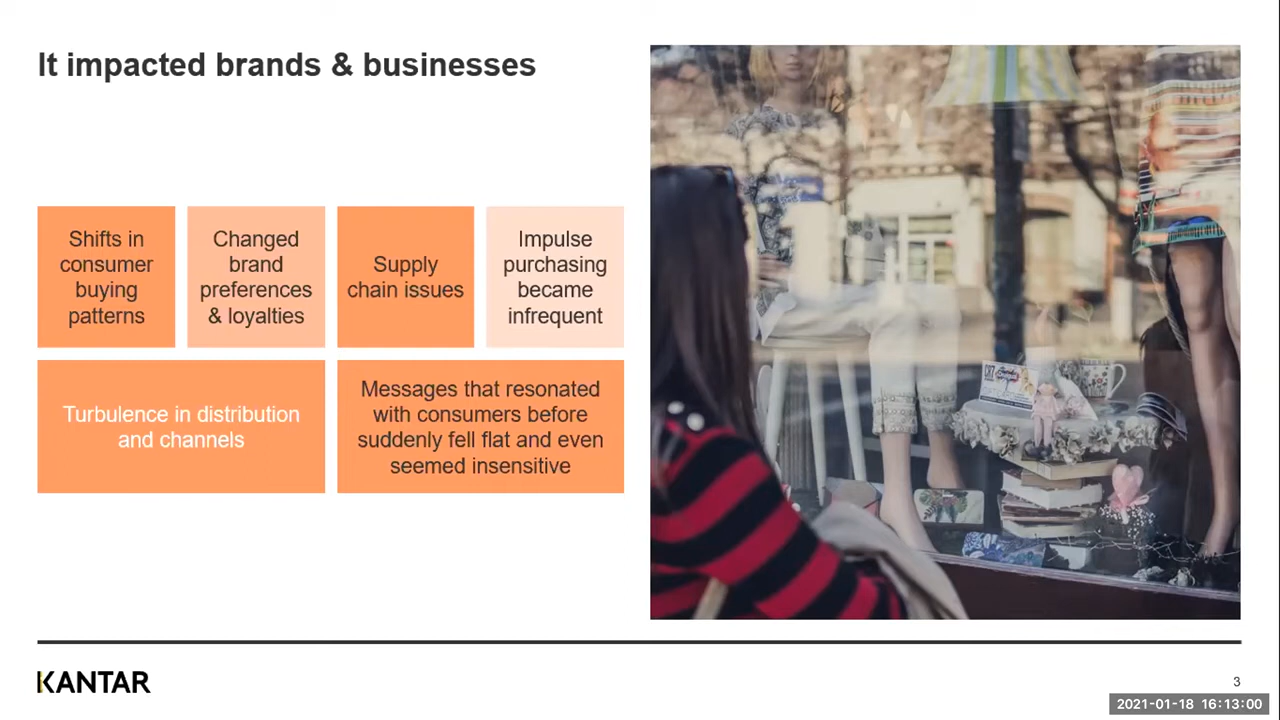 It impacted brands & businesses
Shifts in
consumer
buying
patterns
Changed
brand
preferences
& loyalties
Supply
chain issues
Impulse
purchasing
became
infrequent
Turbulence in distribution
and channels
Messages that resonated
with consumers before
suddenly fell flat and even
seemed insensitive
KANTAR
3
2021-01-18 16:13:00